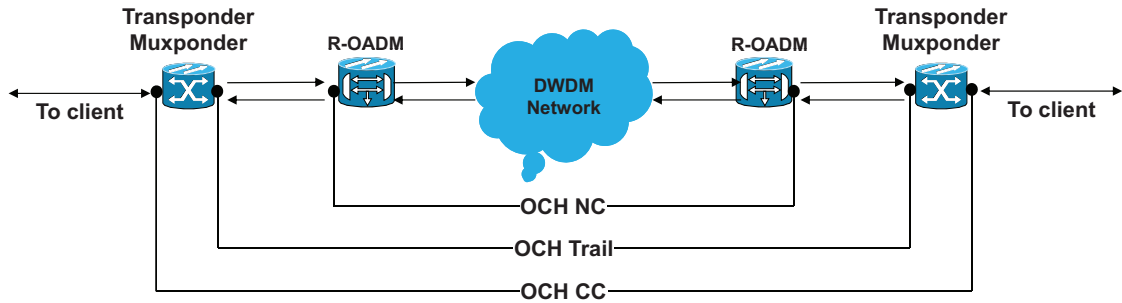 Transponder
Muxponder
R-OADM
R-OADM
Transponder
Muxponder
DWDM
Network
To client
To client
OCH NC
OCH Trail
OCH CC